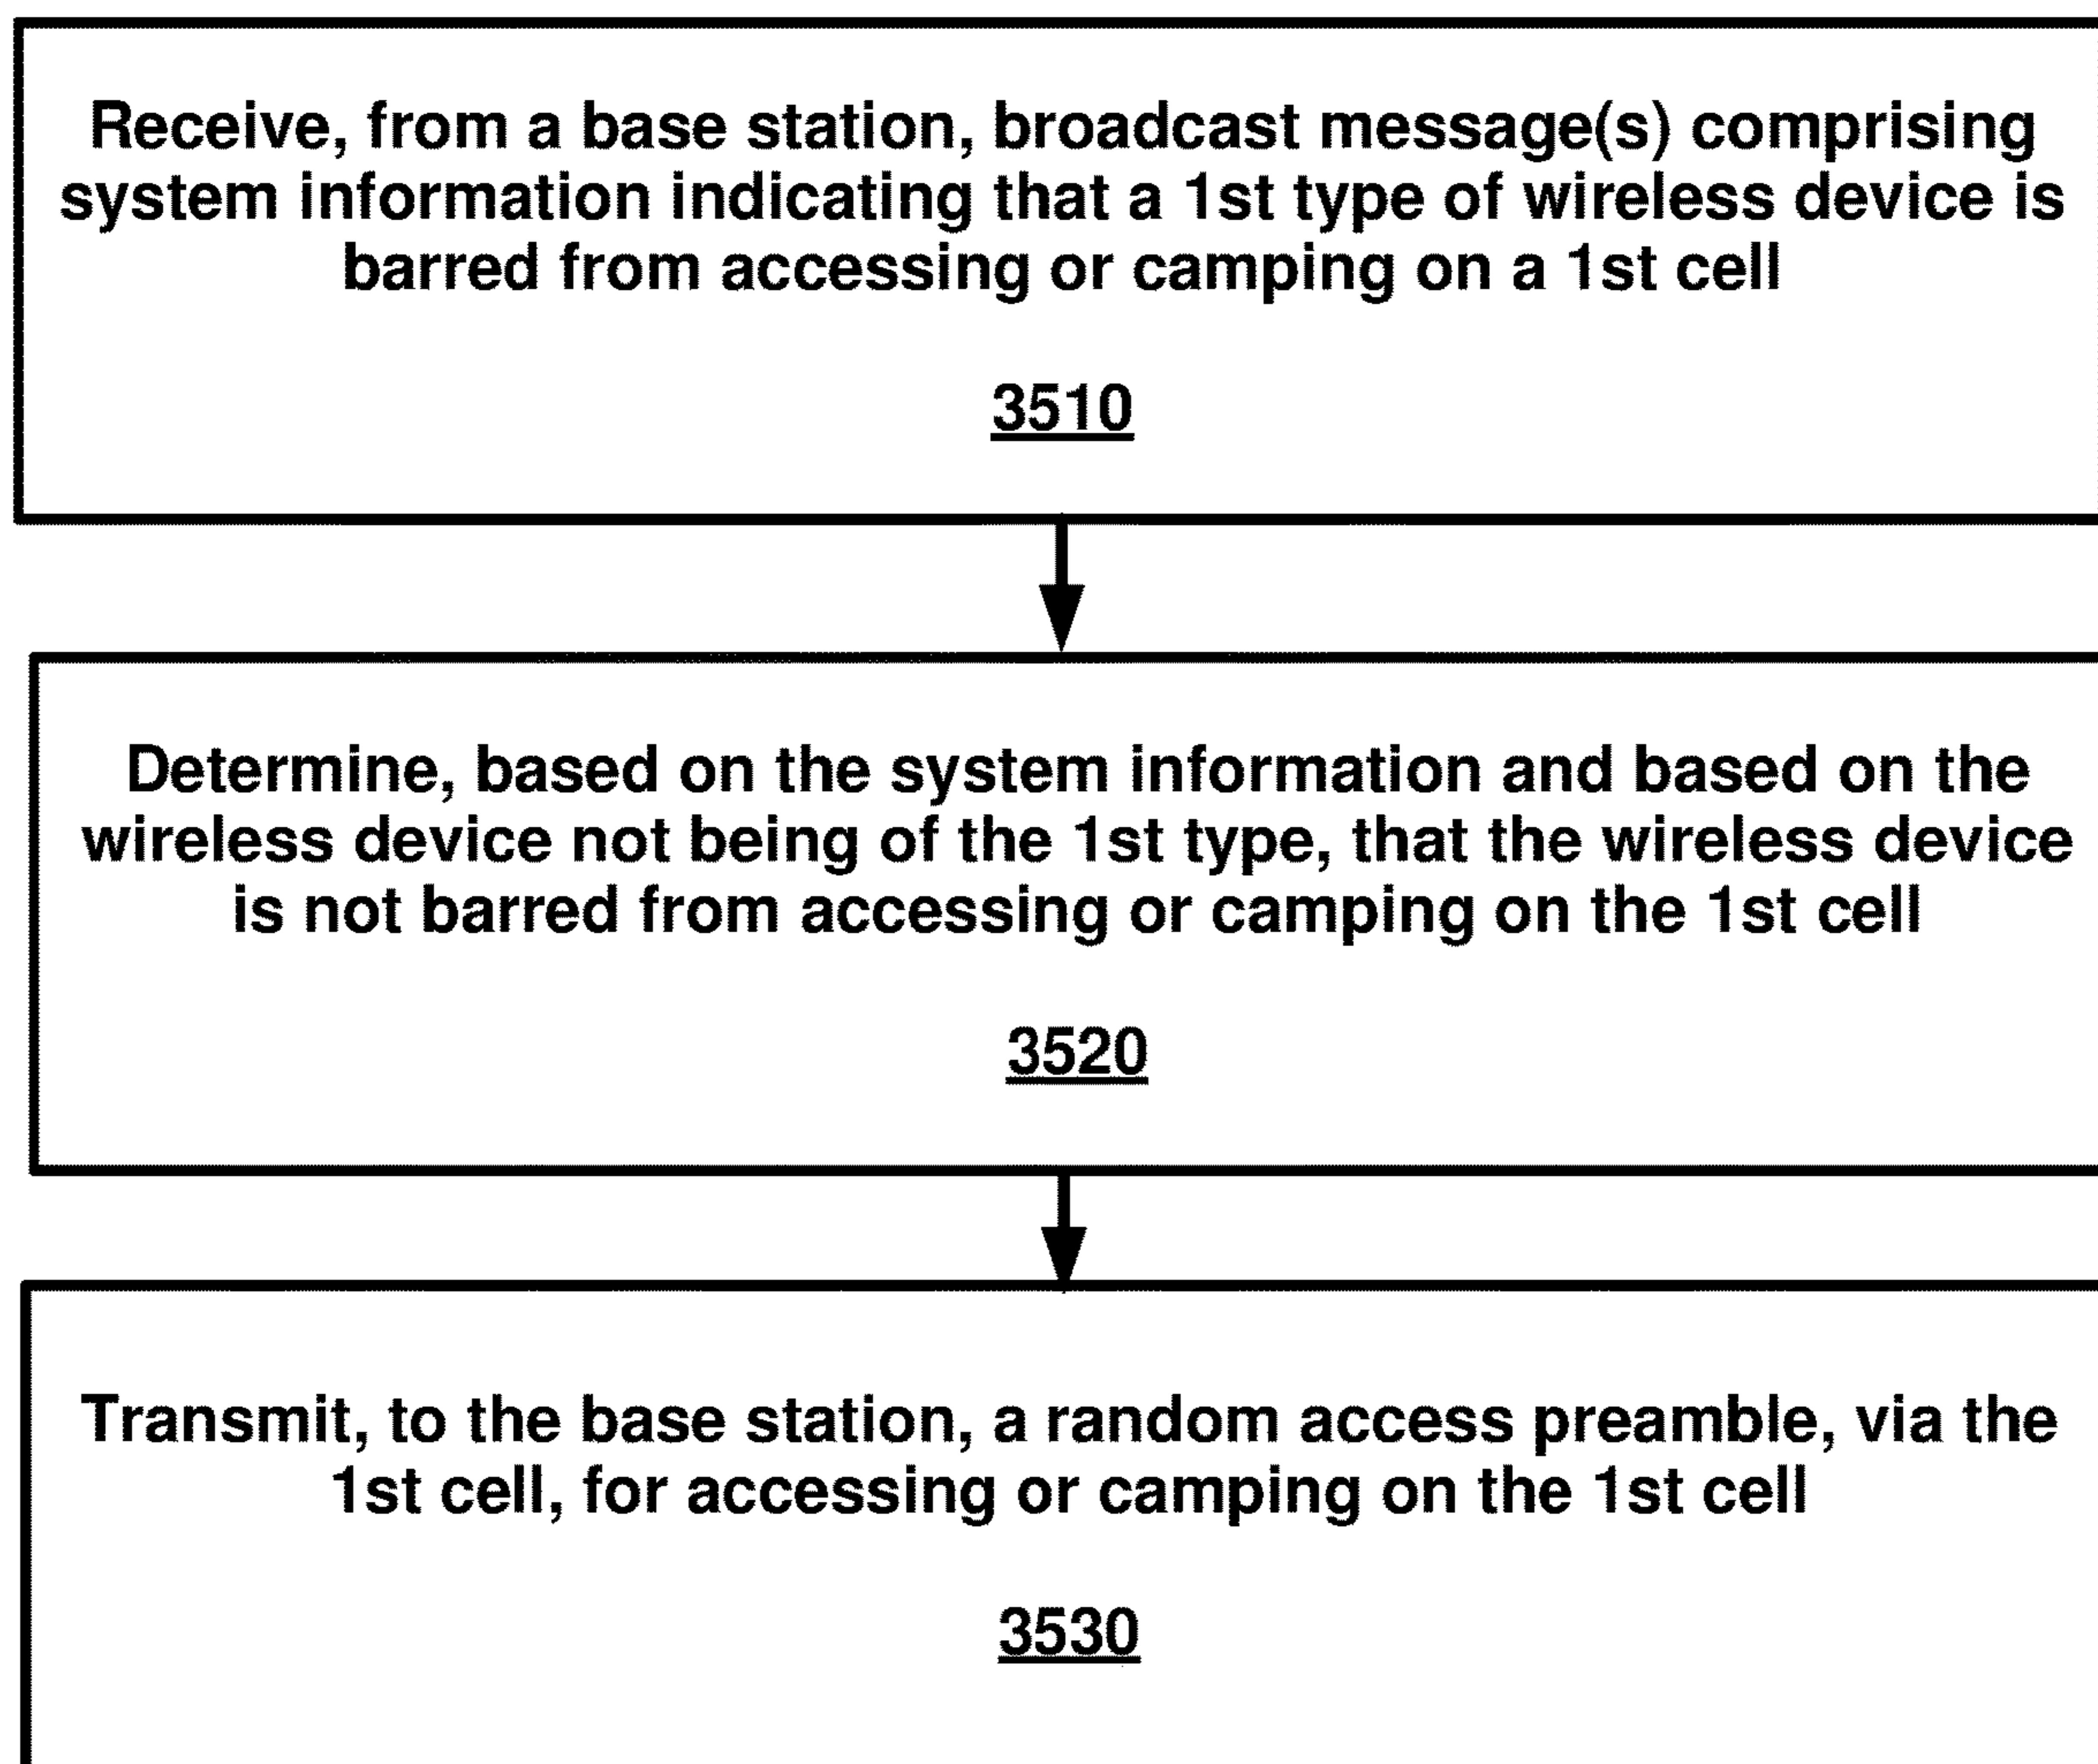 Receive, from a base station, broadcast message(s) comprising
system information indicating that a 1st type of wireless device is
barred from accessing or camping on a 1st cell
3510
Determine, based on the system information and based on the
wireless device not being of the 1st type, that the wireless device
is not barred from accessing or camping on the 1st cell
3520
Transmit, to the base station, a random access preamble, via the
1st cell, for accessing or camping on the 1st cell
3530